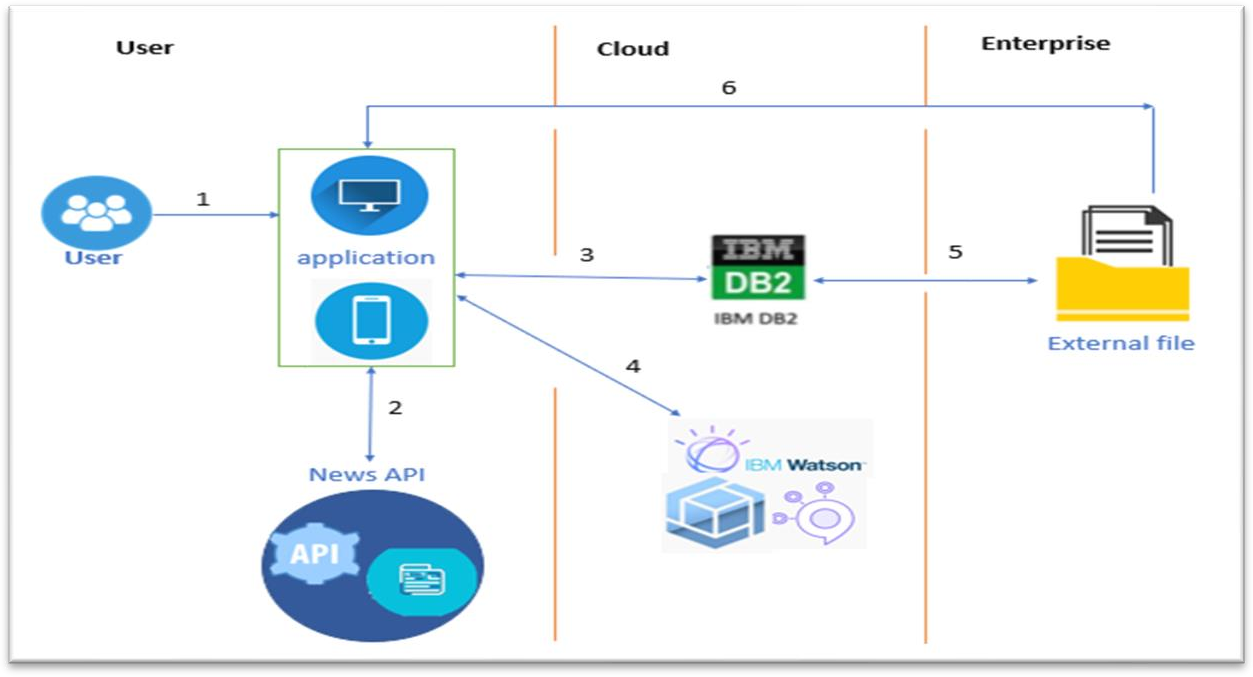 User
Cloud
Enterprise
6
1
User
application
3
IBM
DB2
IBM DB2
5
External file
4
2
News API
API
IBM Watson